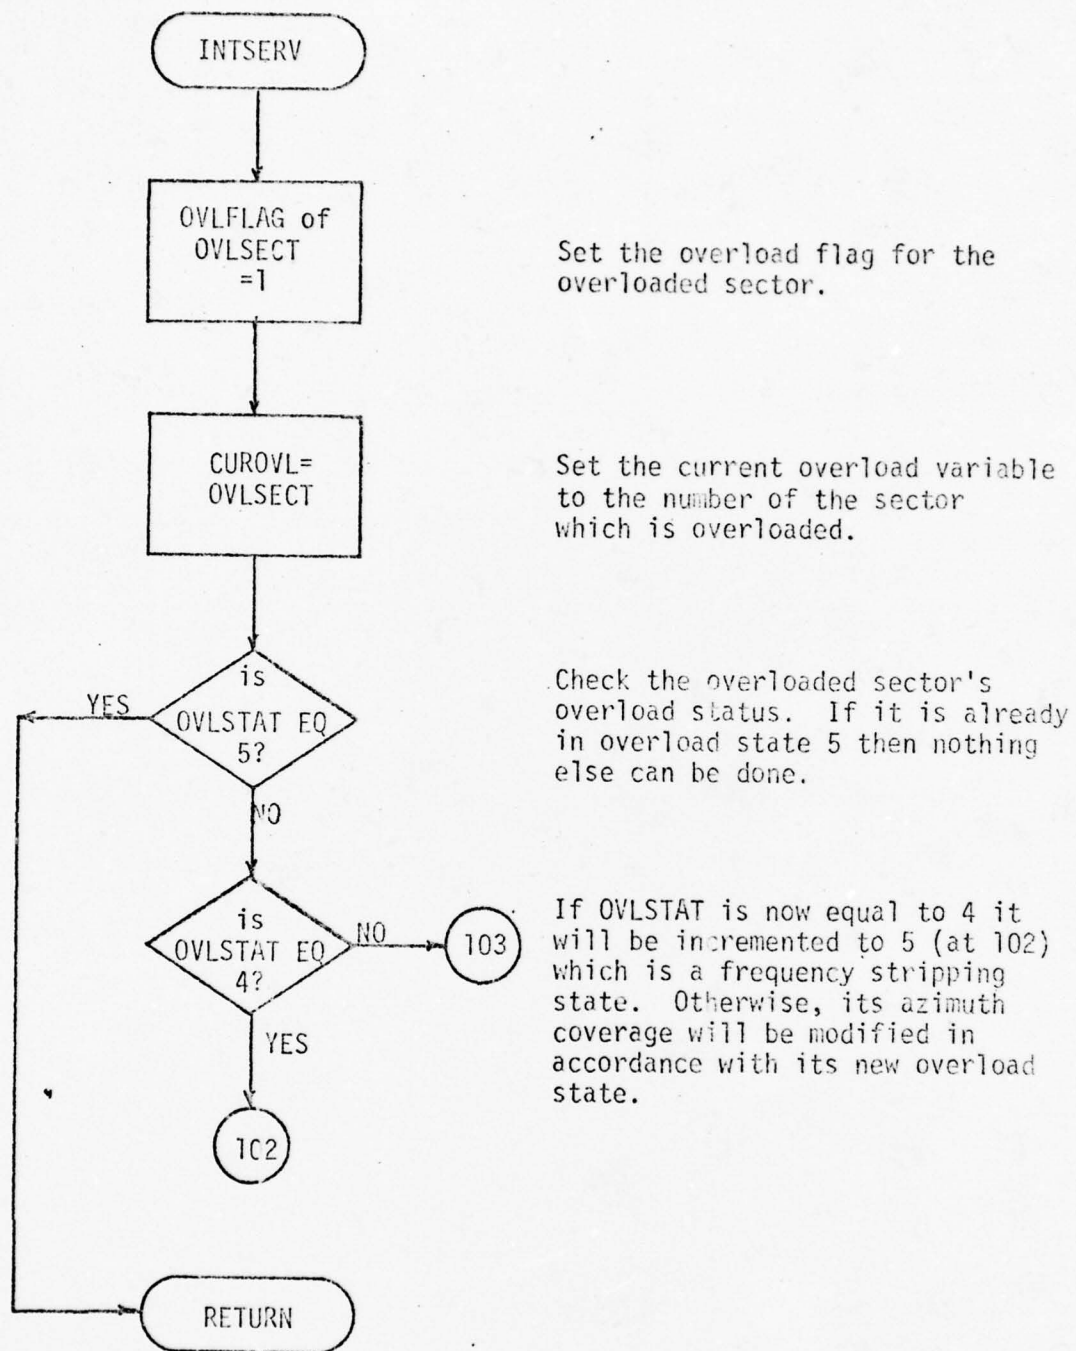 INTSERV
OVLFLAG of
OVLSECT
=1
Set the overload flag for the
overloaded sector.
CUROVL=
OVLSECT
Set the current overload variable
to the number of the sector
which is overloaded.
is
OVLSTAT EQ
5?
YES
NO
Check the overloaded sector's
overload status. If it is already
in overload state 5 then nothing
else can be done.
is
OVLSTAT EQ
4?
NO
103
YES
102
If OVLSTAT is now equal to 4 it
will be incremented to 5 (at 102)
which is a frequency stripping
state. Otherwise, its azimuth
coverage will be modified in
accordance with its new overload
state.
RETURN